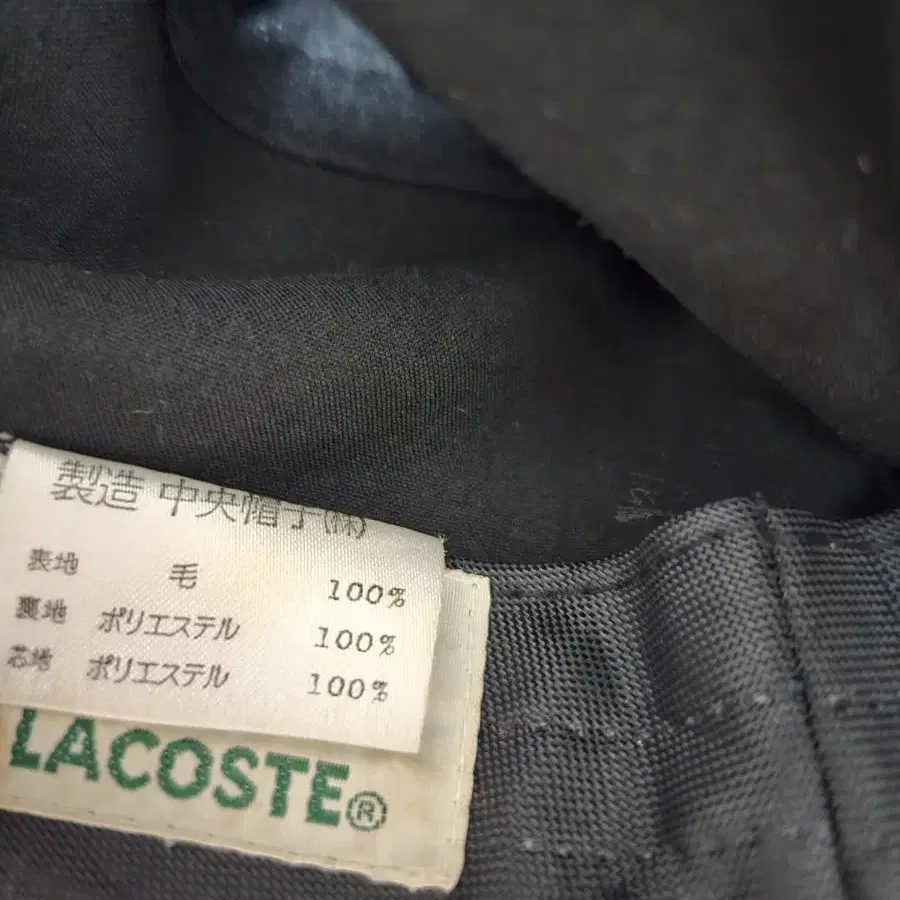 製造 中央帽子(株)
表地 毛 100%
裏地 ポリエステル 100%
芯地 ポリエステル 100%
LACOSTE®